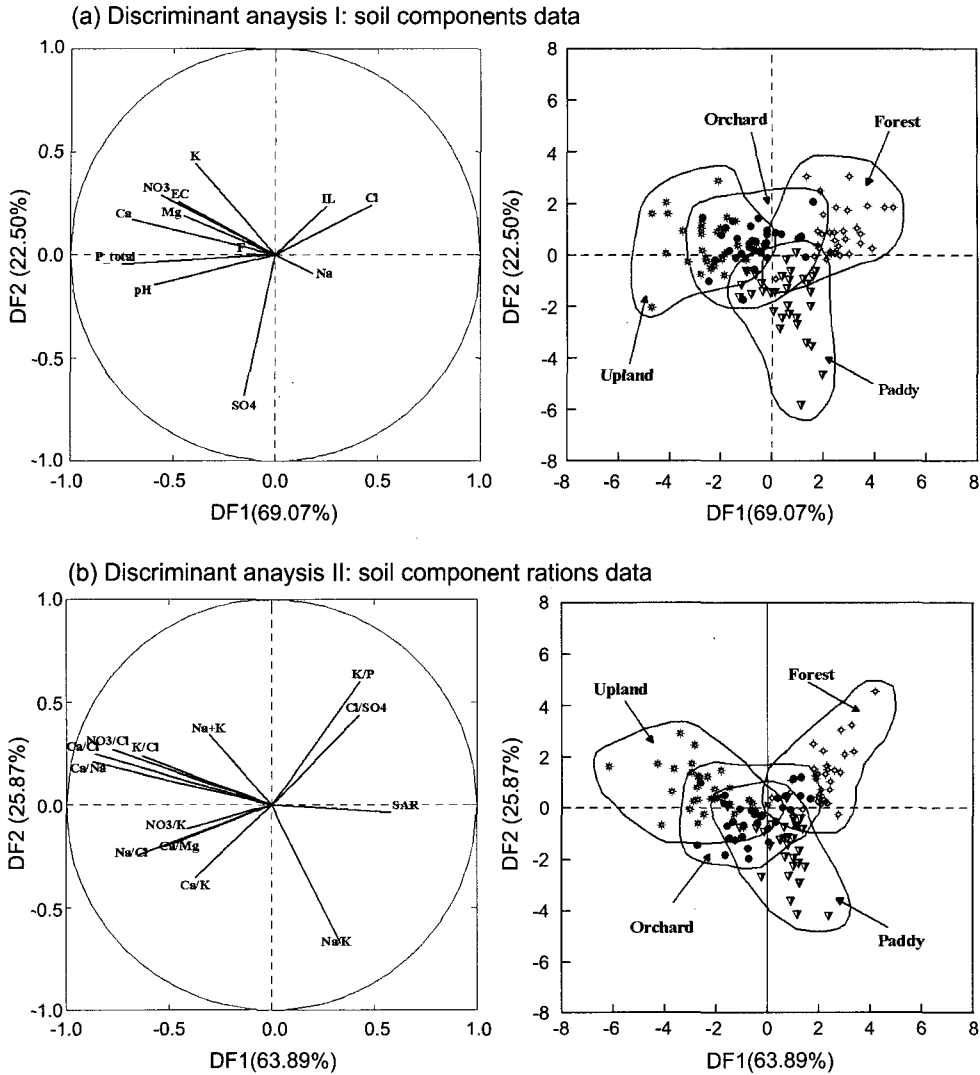 (a) Discriminant anaysis I: soil components data
1.0
0.5
0.0
-0.5
-1.0
DF2 (22.50%)
K
NO3
EC
Mg
Ca
F
P_total
pH
IL
Cl
Na
SO4
-1.0 -0.5 0.0 0.5 1.0
DF1(69.07%)
8
6
4
2
0
-2
-4
-6
-8
DF2 (22.50%)
Orchard
Forest
Upland
Paddy
-8 -6 -4 -2 0 2 4 6 8
DF1(69.07%)
(b) Discriminant anaysis II: soil component rations data
1.0
0.5
0.0
-0.5
-1.0
DF2 (25.87%)
K/P
Cl/SO4
Na+K
NO3/Cl
Ca/Cl
K/Cl
Ca/Na
SAR
NO3/K
Ca/Mg
Na/Cl
Ca/K
Na/K
-1.0 -0.5 0.0 0.5 1.0
DF1(63.89%)
8
6
4
2
0
-2
-4
-6
-8
DF2 (25.87%)
Upland
Forest
Orchard
Paddy
-8 -6 -4 -2 0 2 4 6 8
DF1(63.89%)